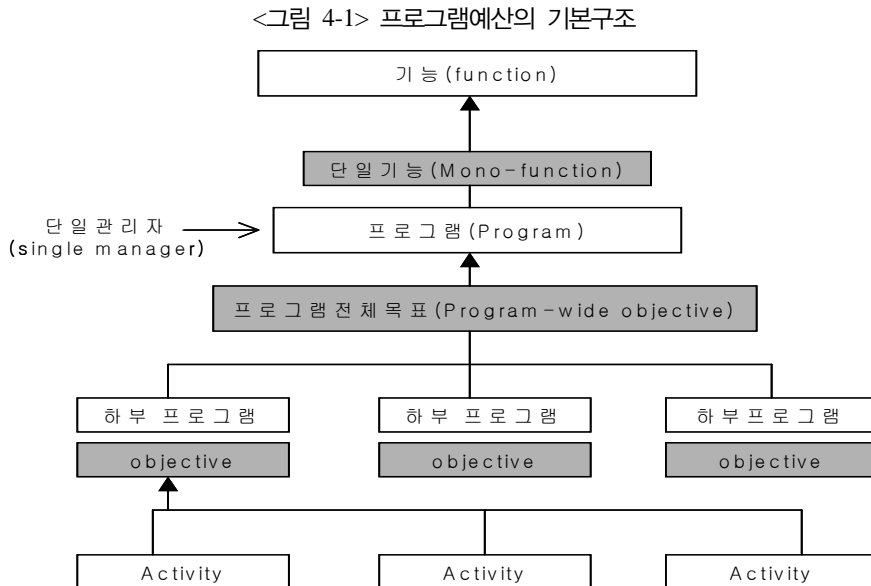 <그림 4-1> 프로그램예산의 기본구조
기능(function)
단일기능(Mono-function)
단일관리자
(single manager)
프로그램(Program)
프로그램전체목표(Program-wide objective)
하부 프로그램 하부 프로그램 하부프로그램
objective objective objective
Activity Activity Activity